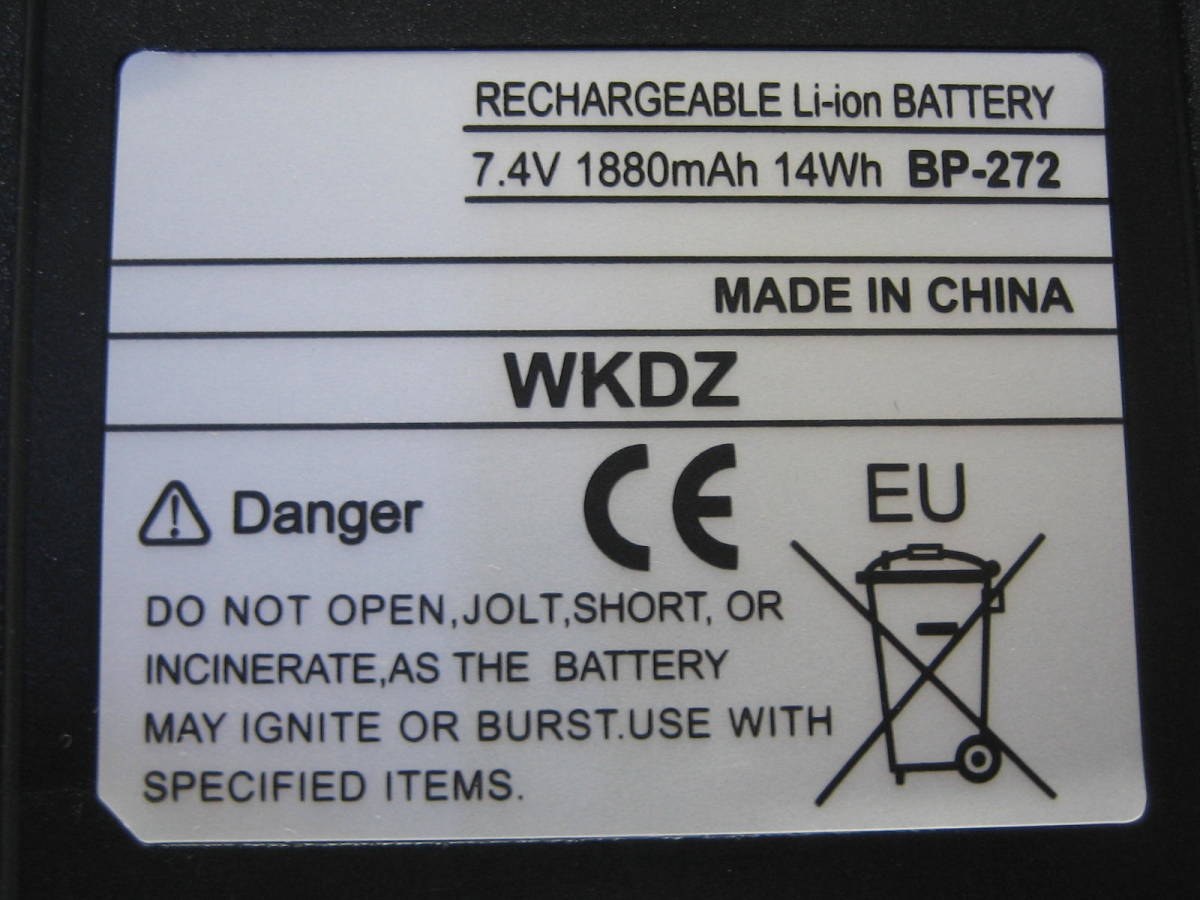 RECHARGEABLE Li-ion BATTERY
7.4V 1880mAh 14Wh BP-272
MADE IN CHINA
WKDZ
Danger
CE
EU
DO NOT OPEN,JOLT,SHORT, OR
INCINERATE,AS THE BATTERY
MAY IGNITE OR BURST.USE WITH
SPECIFIED ITEMS.